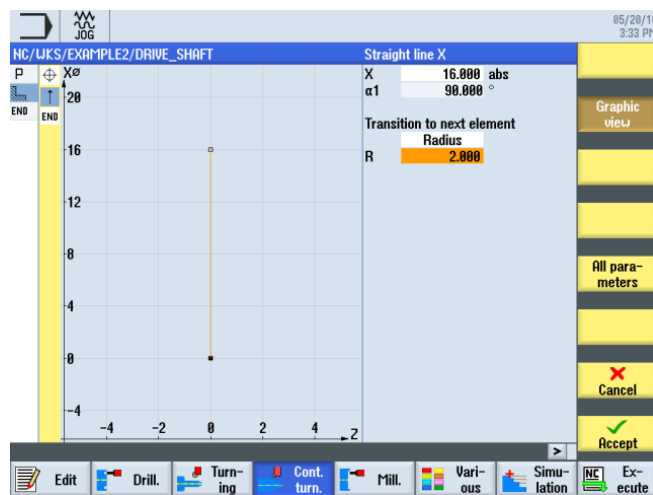 JOG
05/20/1
3:33 PM
NC/WKS/EXAMPLE2/DRIVE_SHAFT
Straight line X
P
XØ
X 16.000 abs
α1 90.000 °
END
END
20
Graphic
view
Transition to next element
Radius
R 2.000
16
12
8
All para-
meters
4
0
Cancel
-4
-4 -2 0 2 4 Z
Accept
>
Edit
Drill.
Turn-
ing
Cont.
turn.
Mill.
Vari-
ous
Simu-
lation
NC
Ex-
ecute